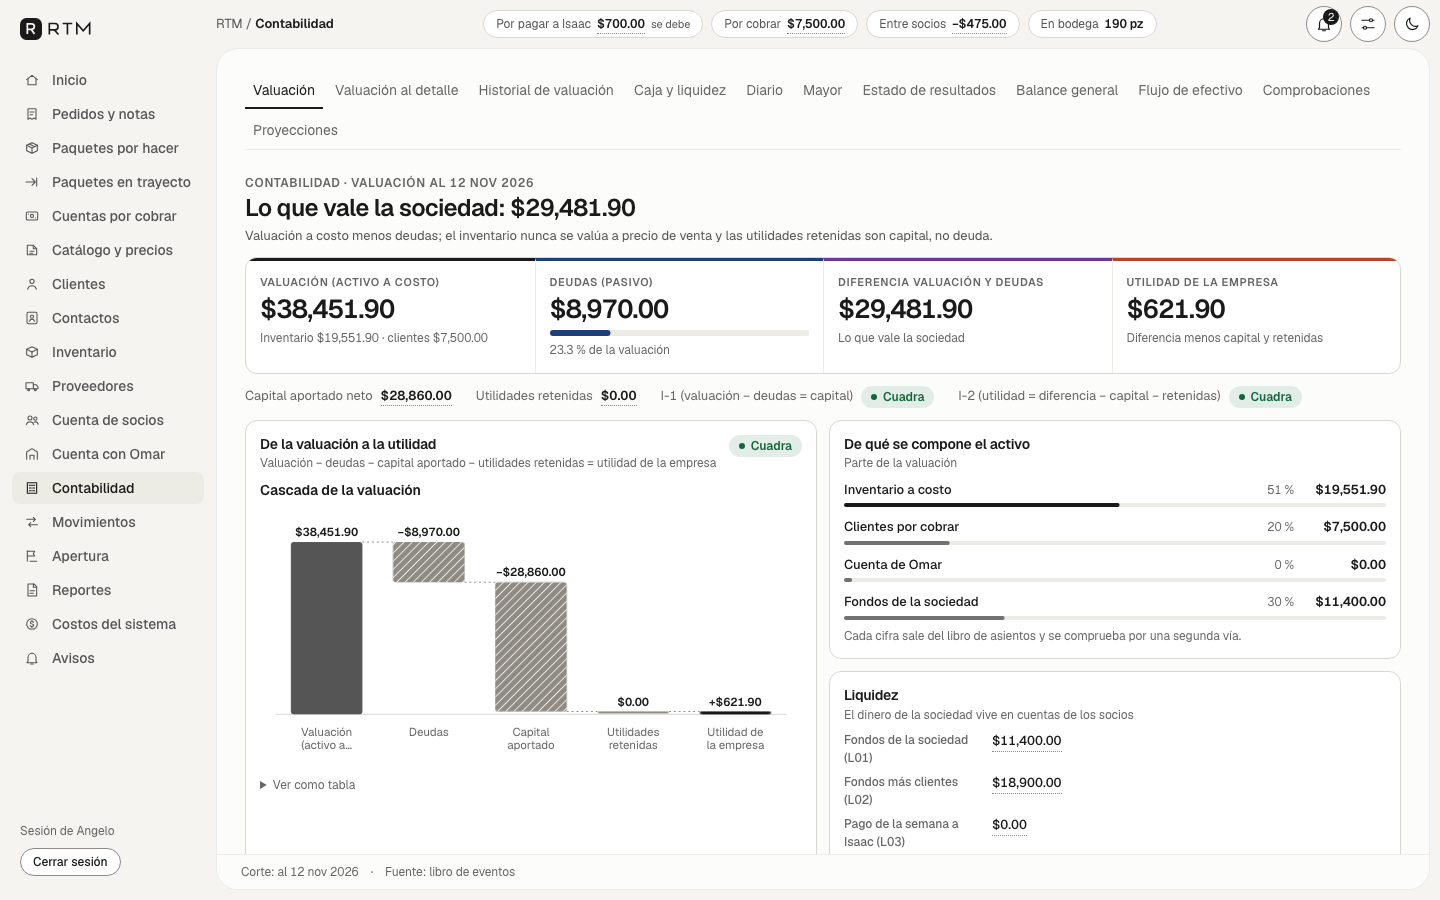 R RTM
RTM / Contabilidad
Por pagar a Isaac $700.00 se debe
Por cobrar $7,500.00
Entre socios −$475.00
En bodega 190 pz
2
Inicio
Pedidos y notas
Paquetes por hacer
Paquetes en trayecto
Cuentas por cobrar
Catálogo y precios
Clientes
Contactos
Inventario
Proveedores
Cuenta de socios
Cuenta con Omar
Contabilidad
Movimientos
Apertura
Reportes
Costos del sistema
Avisos
Sesión de Angelo
Cerrar sesión
Valuación Valuación al detalle Historial de valuación Caja y liquidez Diario Mayor Estado de resultados Balance general Flujo de efectivo Comprobaciones
Proyecciones
CONTABILIDAD · VALUACIÓN AL 12 NOV 2026
Lo que vale la sociedad: $29,481.90
Valuación a costo menos deudas; el inventario nunca se valúa a precio de venta y las utilidades retenidas son capital, no deuda.
VALUACIÓN (ACTIVO A COSTO)
$38,451.90
Inventario $19,551.90 · clientes $7,500.00
DEUDAS (PASIVO)
$8,970.00
23.3 % de la valuación
DIFERENCIA VALUACIÓN Y DEUDAS
$29,481.90
Lo que vale la sociedad
UTILIDAD DE LA EMPRESA
$621.90
Diferencia menos capital y retenidas
Capital aportado neto $28,860.00 Utilidades retenidas $0.00 I-1 (valuación − deudas = capital) Cuadra I-2 (utilidad = diferencia − capital − retenidas) Cuadra
De la valuación a la utilidad Cuadra
Valuación − deudas − capital aportado − utilidades retenidas = utilidad de la empresa
Cascada de la valuación
$38,451.90 −$8,970.00
−$28,860.00
$0.00 +$621.90
Valuación (activo a…
Deudas
Capital aportado
Utilidades retenidas
Utilidad de la empresa
Ver como tabla
De qué se compone el activo
Parte de la valuación
Inventario a costo 51 % $19,551.90
Clientes por cobrar 20 % $7,500.00
Cuenta de Omar 0 % $0.00
Fondos de la sociedad 30 % $11,400.00
Cada cifra sale del libro de asientos y se comprueba por una segunda vía.
Liquidez
El dinero de la sociedad vive en cuentas de los socios
Fondos de la sociedad (L01) $11,400.00
Fondos más clientes (L02) $18,900.00
Pago de la semana a Isaac (L03) $0.00
Corte: al 12 nov 2026 · Fuente: libro de eventos